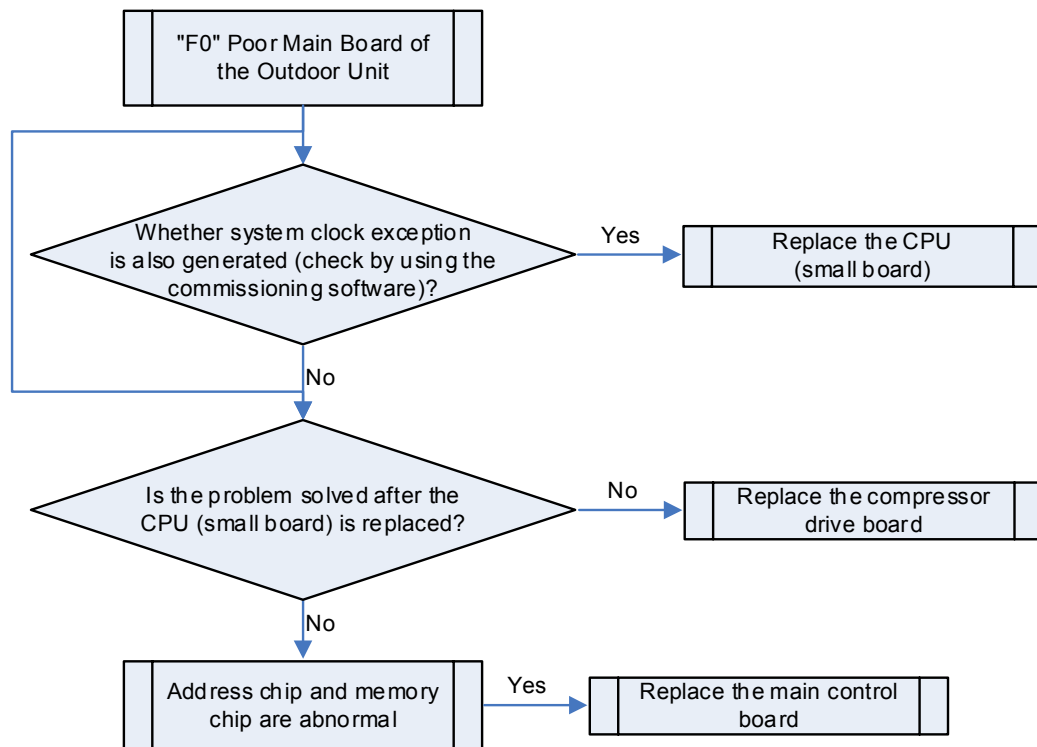 "F0" Poor Main Board of
the Outdoor Unit
Whether system clock exception
is also generated (check by using the
commissioning software)?
Yes
Replace the CPU
(small board)
No
Is the problem solved after the
CPU (small board) is replaced?
No
Replace the compressor
drive board
No
Address chip and memory
chip are abnormal
Yes
Replace the main control
board